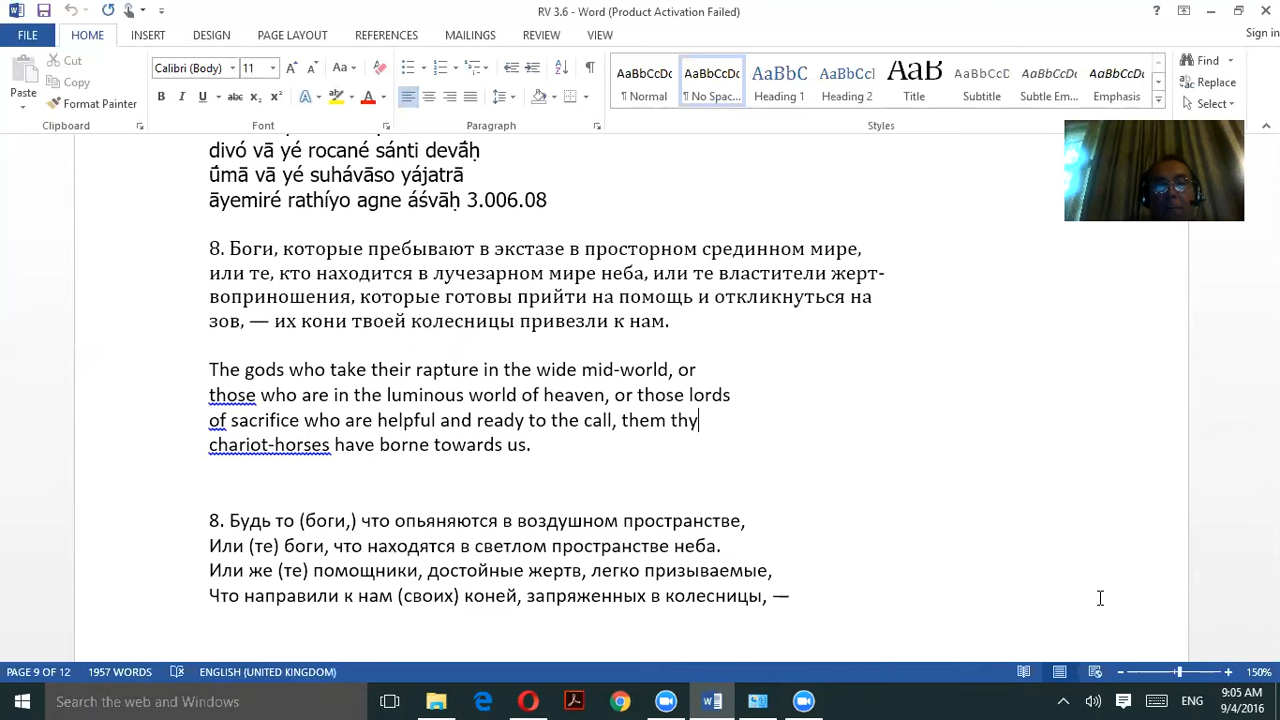 RV 3.6 - Word (Product Activation Failed)
Sign in
FILE HOME INSERT DESIGN PAGE LAYOUT REFERENCES MAILINGS REVIEW VIEW
Cut
Copy
Paste
Format Painter
Calibri (Body) 11
AaBbCcDc AaBbCcDc AaBbC AaBbCcI AaB AaBbCcD AaBbCcDc AaBbCcDc
¶ Normal ¶ No Spac... Heading 1 Heading 2 Title Subtitle Subtle Em... Emphasis
Find
Replace
Select
Clipboard Font Paragraph Styles
divó vā yé rocané sánti devā́ḥ
ū́mā vā yé suhávāso yájatrā
āyemiré rathíyo agne áśvāḥ 3.006.08
8. Боги, которые пребывают в экстазе в просторном срединном мире,
или те, кто находится в лучезарном мире неба, или те властители жерт-
воприношения, которые готовы прийти на помощь и откликнуться на
зов, — их кони твоей колесницы привезли к нам.
The gods who take their rapture in the wide mid-world, or
those who are in the luminous world of heaven, or those lords
of sacrifice who are helpful and ready to the call, them thy
chariot-horses have borne towards us.
8. Будь то (боги,) что опьяняются в воздушном пространстве,
Или (те) боги, что находятся в светлом пространстве неба.
Или же (те) помощники, достойные жертв, легко призываемые,
Что направили к нам (своих) коней, запряженных в колесницы, —
PAGE 9 OF 12 1957 WORDS ENGLISH (UNITED KINGDOM) 150%
Search the web and Windows
ENG
9:05 AM
9/4/2016